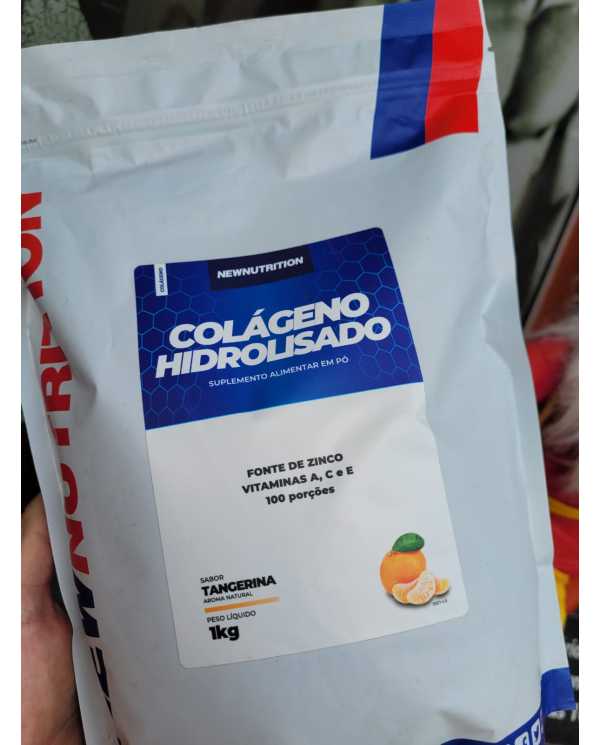 NEWNUTRITION
COLÁGENO
NEWNUTRITION
COLÁGENO
HIDROLISADO
SUPLEMENTO ALIMENTAR EM PÓ
FONTE DE ZINCO
VITAMINAS A, C e E
100 porções
SABOR
TANGERINA
AROMA NATURAL
PESO LÍQUIDO
1kg